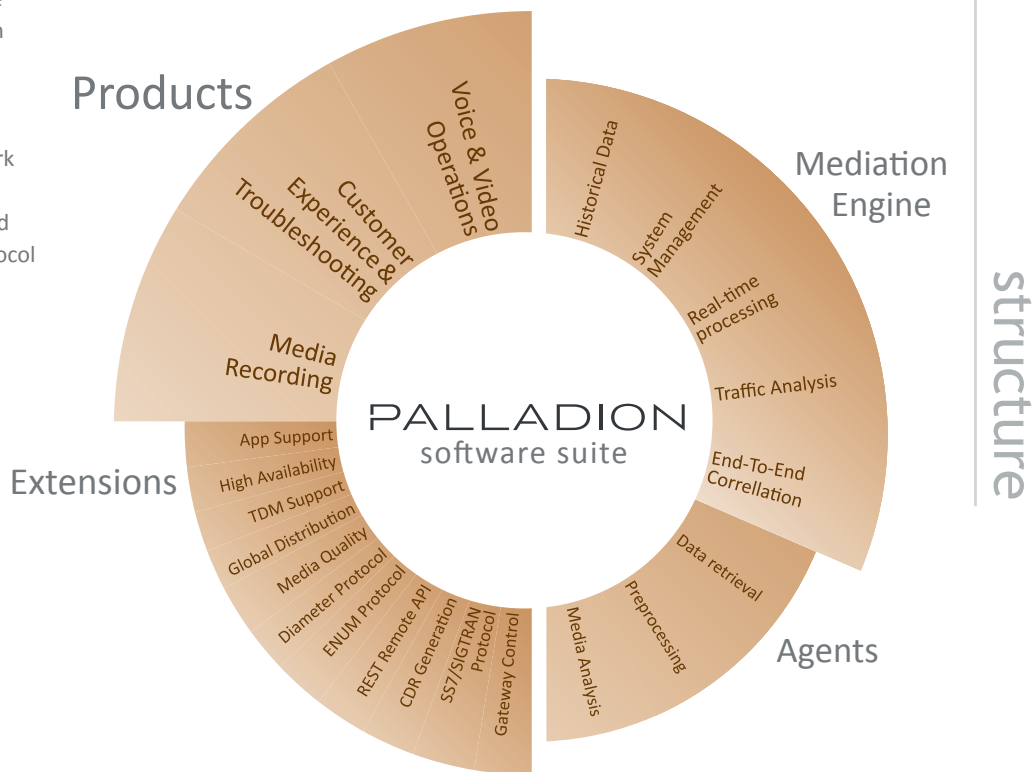 Products
Voice & Video
Operations
Customer
Experience &
Troubleshooting
Media
Recording
Extensions
App Support
High Availability
TDM Support
Global Distribution
Media Quality
Diameter Protocol
ENUM Protocol
REST Remote API
CDR Generation
SS7/SIGTRAN
Protocol
Gateway Control
PALLADION
software suite
Mediation
Engine
Historical Data
System
Management
Real-time
processing
Traffic Analysis
End-To-End
Correllation
Agents
Data retrieval
Preprocessing
Media Analysis
structure